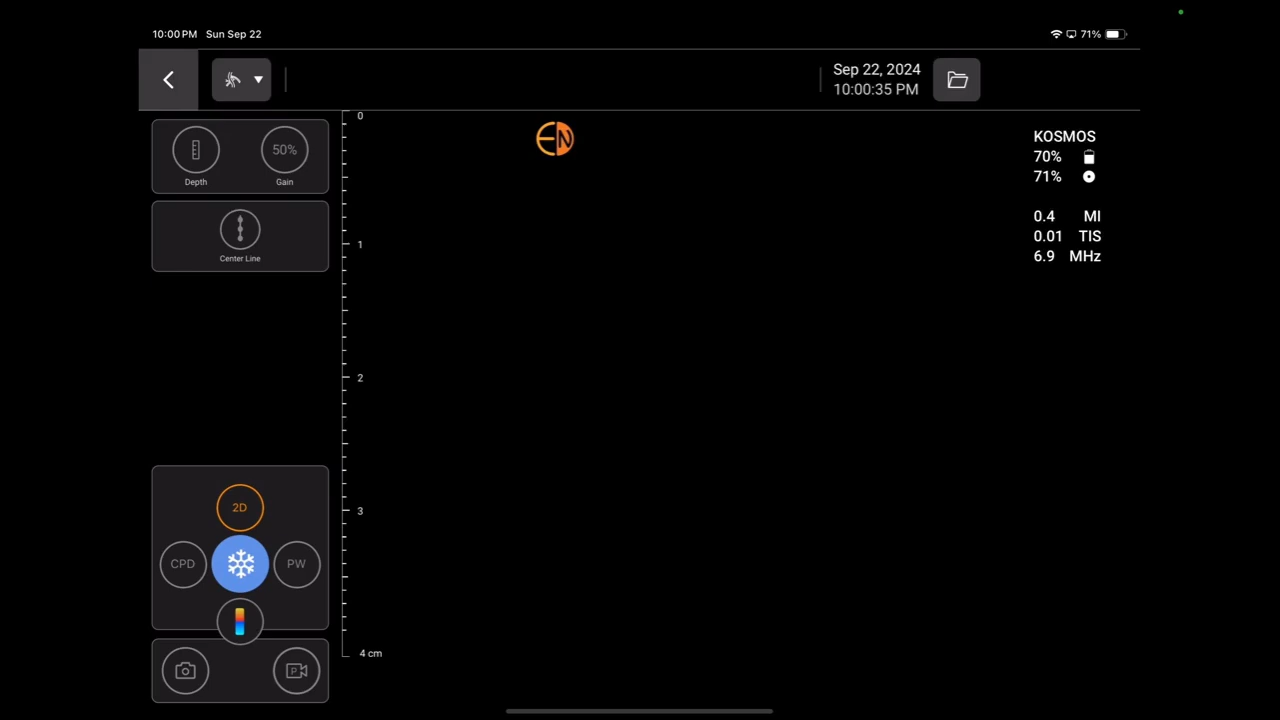 10:00 PM Sun Sep 22
71%
Sep 22, 2024
10:00:35 PM
50%
Depth
Gain
Center Line
0
1
2
3
4 cm
EN
KOSMOS
70%
71%
0.4 MI
0.01 TIS
6.9 MHz
2D
CPD
PW
P